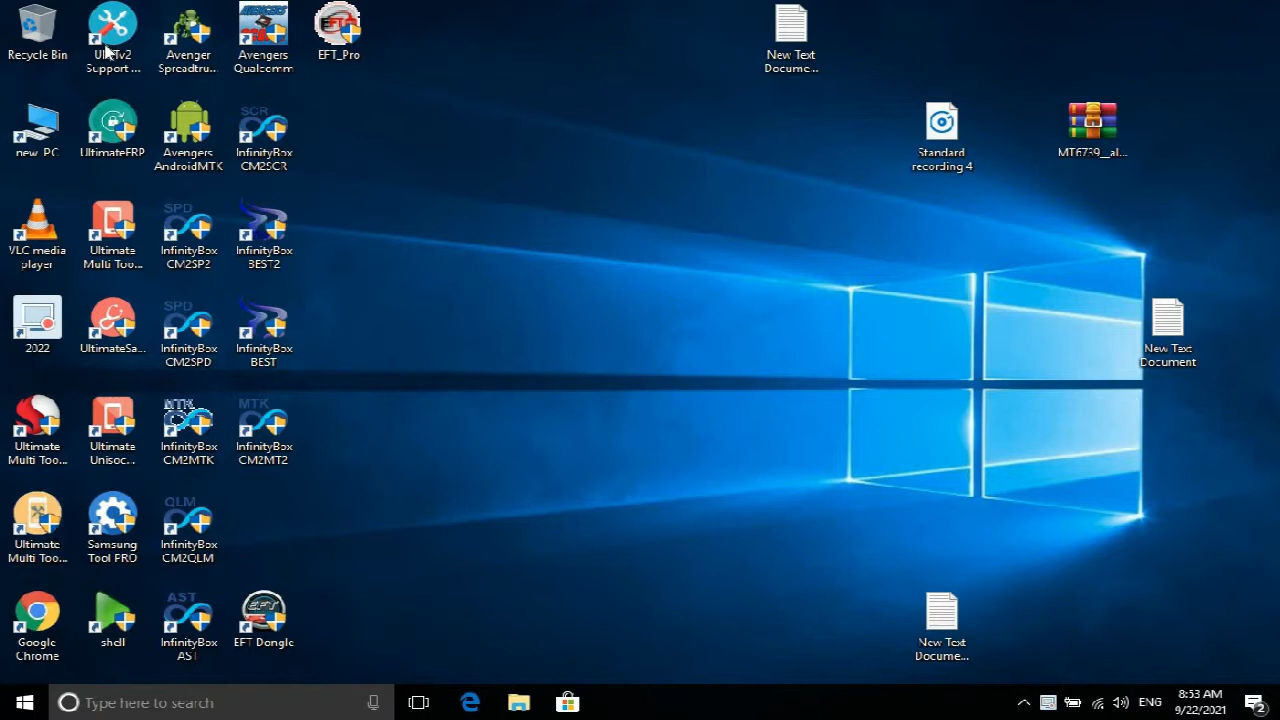 Recycle Bin
Support ...
Avenger
Spreadtru...
Avengers
Qualcomm
EFT_Pro
New Text
Docume...
new PC
UltimateFRP
Avengers
AndroidMTK
SCR
InfinityBox
CM2SCR
Standard
recording 4
MT6739__al...
VLC media
player
Ultimate
Multi Too...
SPD
InfinityBox
CM2SP2
InfinityBox
BEST2
2022
UltimateSa...
SPD
InfinityBox
CM2SPD
InfinityBox
BEST
New Text
Document
Ultimate
Multi Too...
Ultimate
Unisoc...
MTK
InfinityBox
CM2MTK
MTK
InfinityBox
CM2MT2
Ultimate
Multi Too...
Samsung
Tool PRO
QLM
InfinityBox
CM2QLM
Google
Chrome
shell
AST
InfinityBox
AST
EFT
EFT Dongle
New Text
Docume...
Type here to search
ENG
8:53 AM
9/22/2021